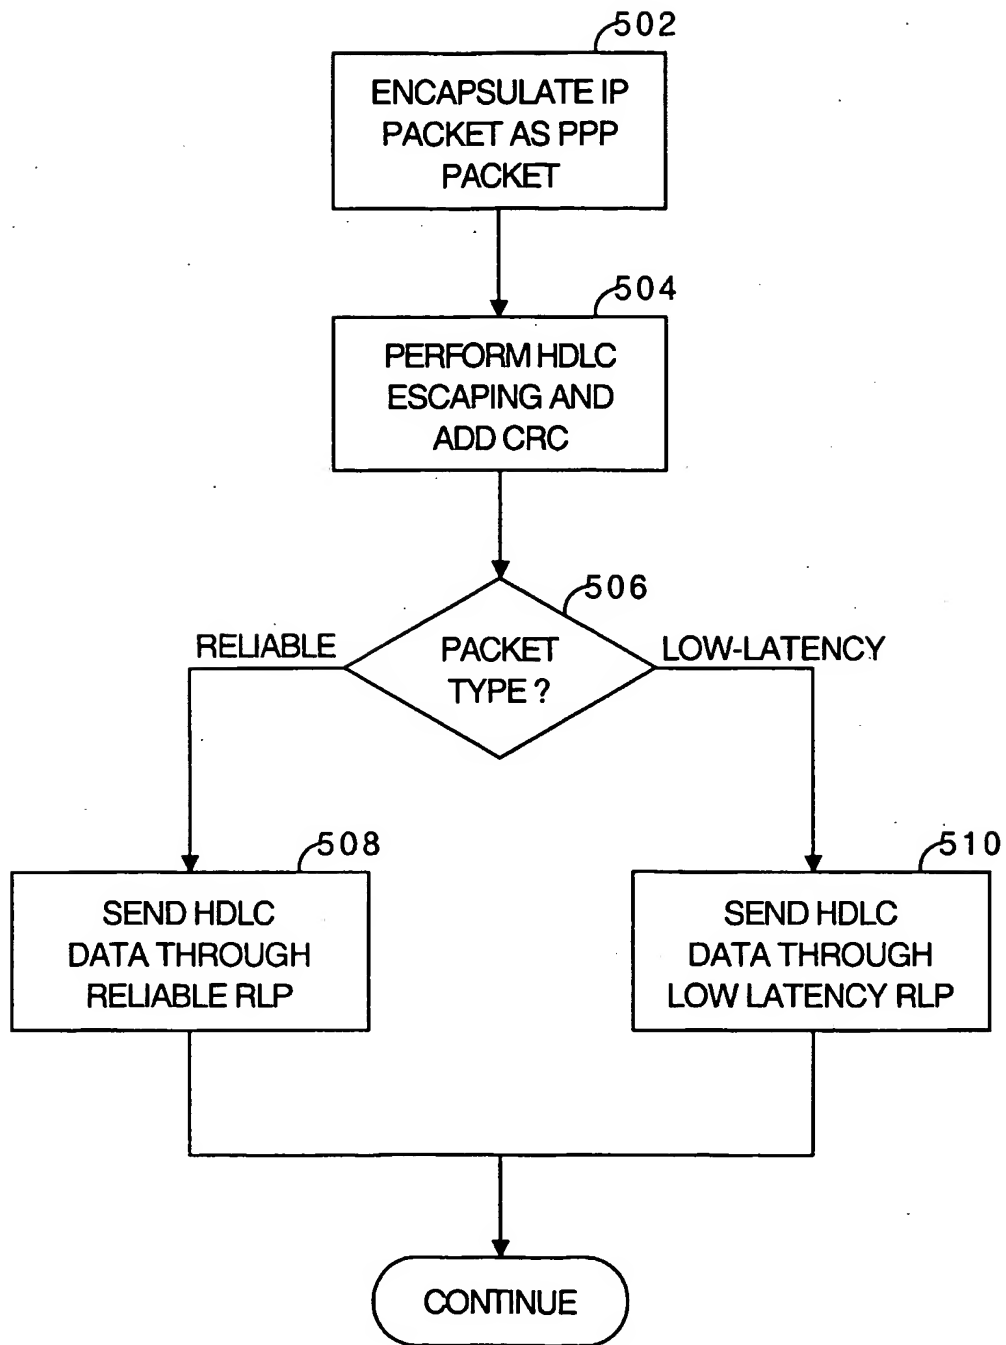 502
ENCAPSULATE IP
PACKET AS PPP
PACKET
504
PERFORM HDLC
ESCAPING AND
ADD CRC
506
PACKET
TYPE ?
RELIABLE
LOW-LATENCY
508
SEND HDLC
DATA THROUGH
RELIABLE RLP
510
SEND HDLC
DATA THROUGH
LOW LATENCY RLP
CONTINUE